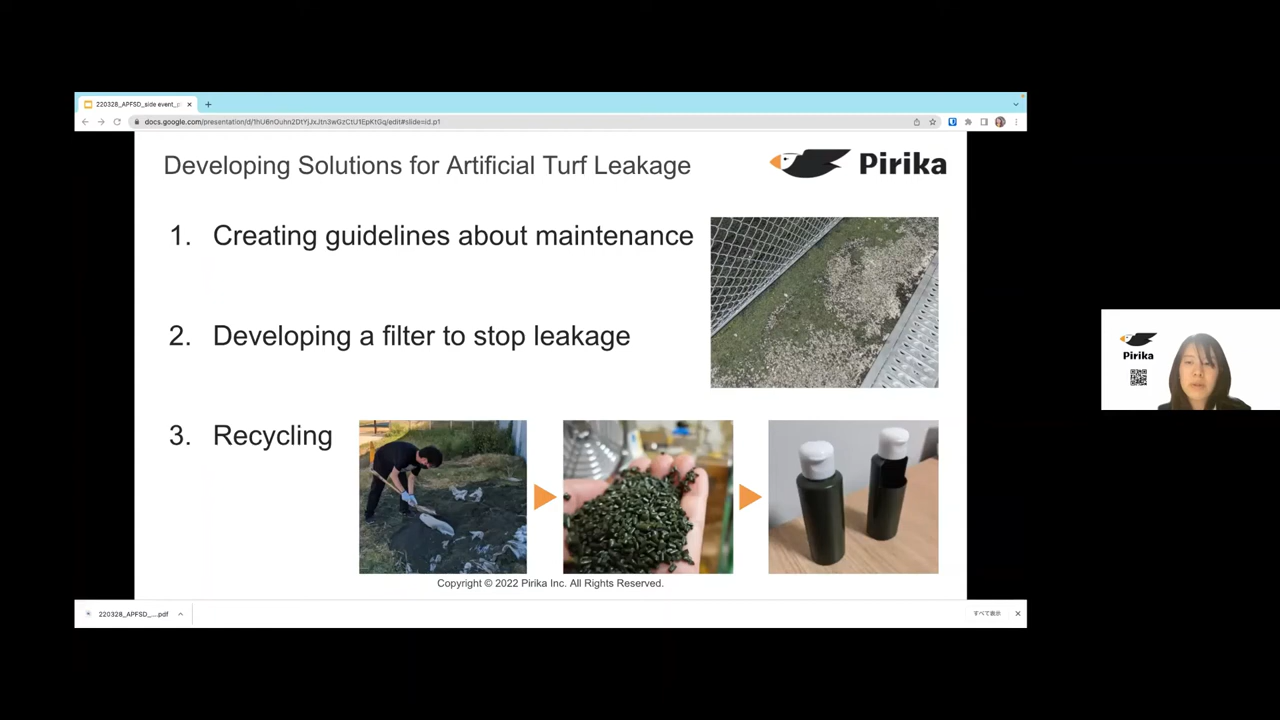 220328_APFSD_side event_p
docs.google.com/presentation/d/1hU6nOuhn2DtYjJxJtn3wGzCtU1EpKtGq/edit#slide=id.p1
Developing Solutions for Artificial Turf Leakage
Pirika
1. Creating guidelines about maintenance
2. Developing a filter to stop leakage
3. Recycling
Copyright © 2022 Pirika Inc. All Rights Reserved.
220328_APFSD_....pdf
すべて表示
Pirika